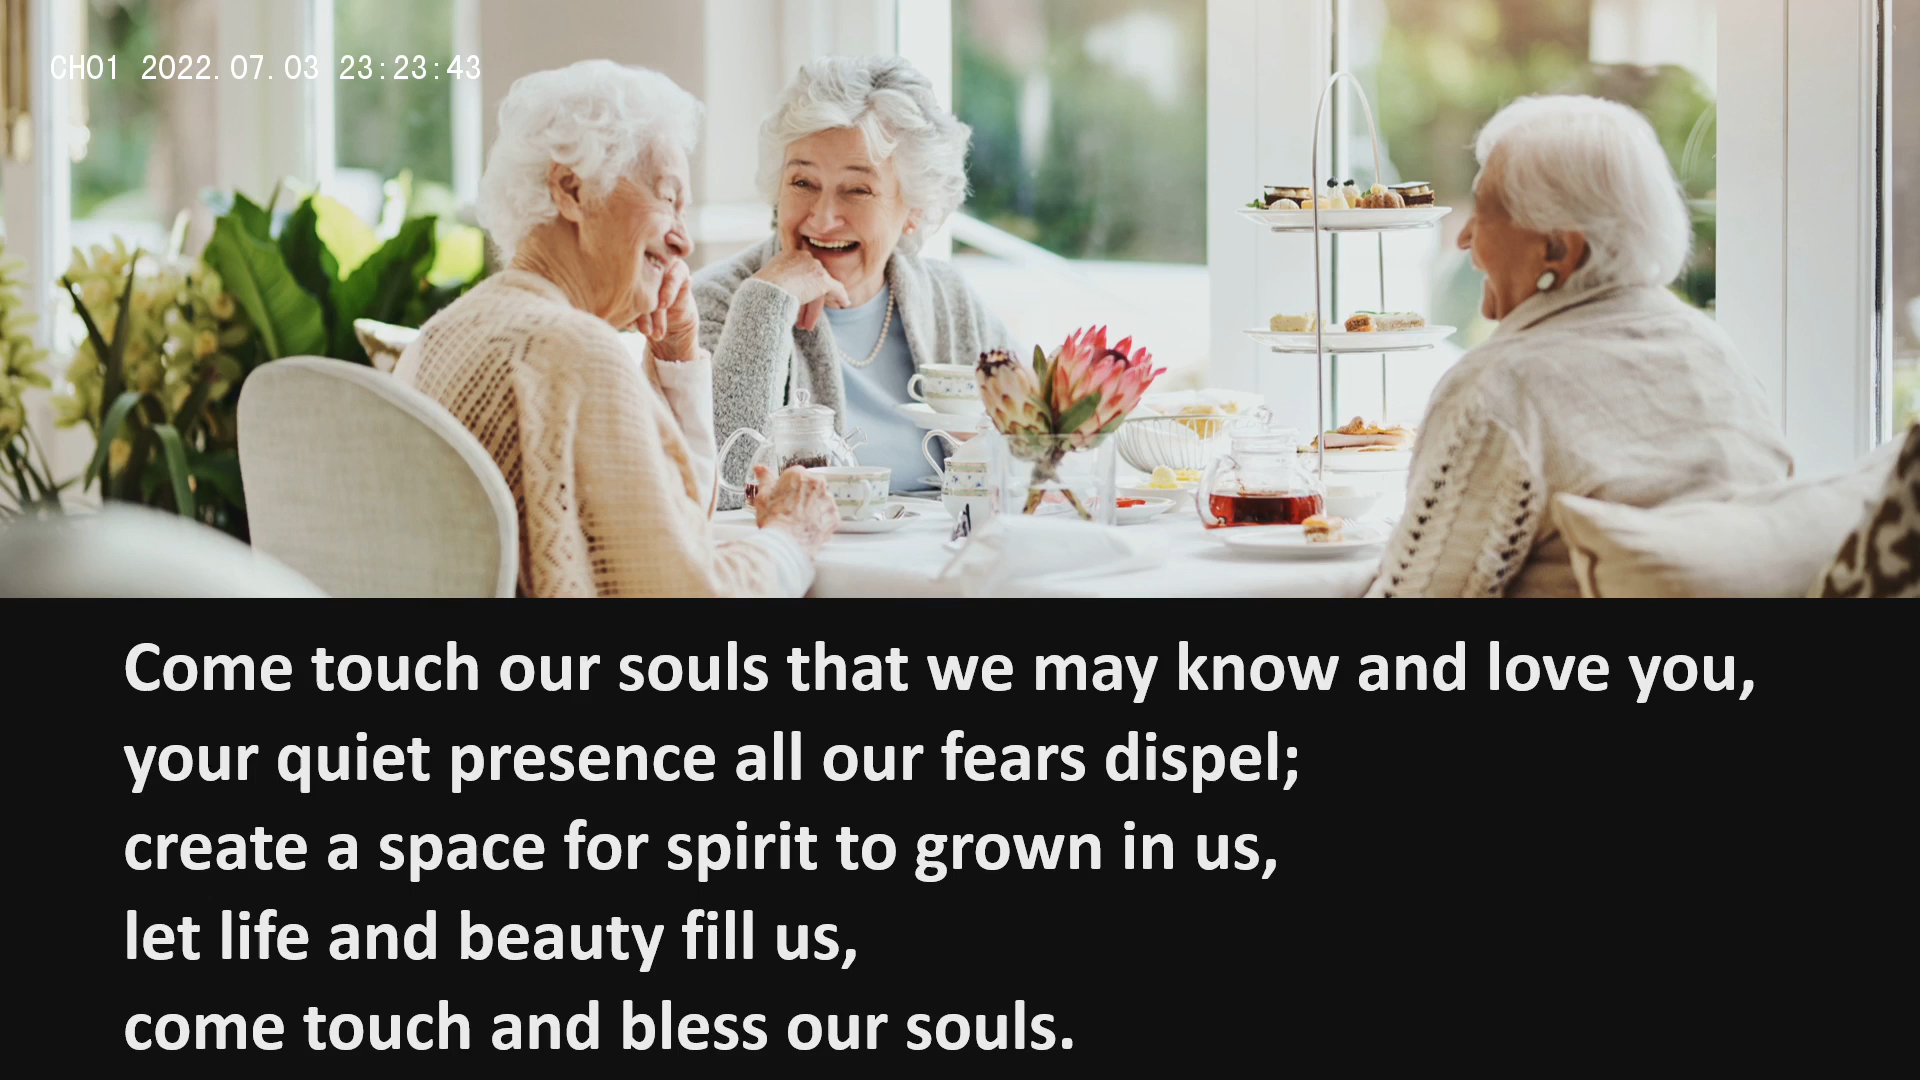 CH01 2022.07.03 23:23:43
Come touch our souls that we may know and love you,
your quiet presence all our fears dispel;
create a space for spirit to grown in us,
let life and beauty fill us,
come touch and bless our souls.